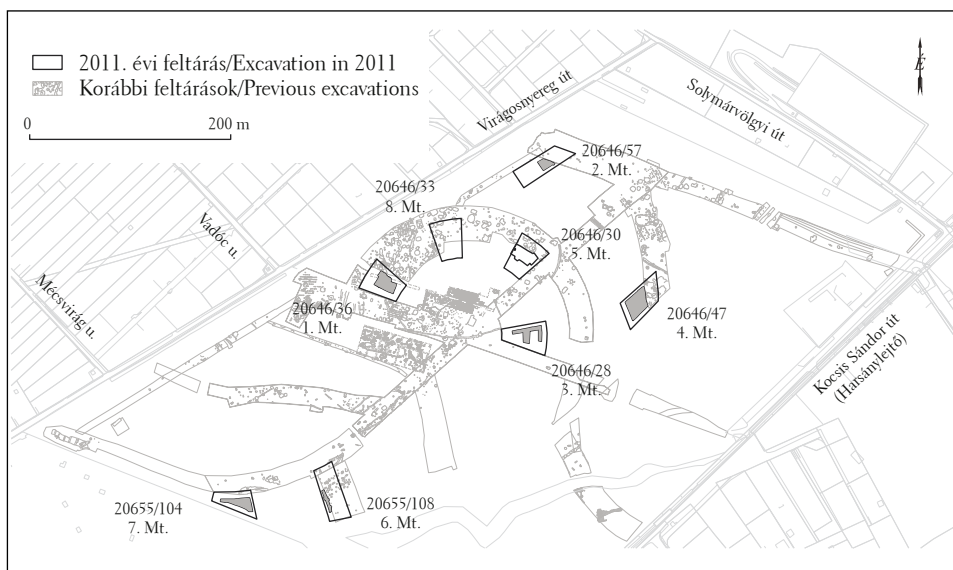 2011. évi feltárás/Excavation in 2011
Korábbi feltárások/Previous excavations
0 200 m
É
Virágosnyereg út
Solymárvölgyi út
20646/57
2. Mt.
20646/33
8. Mt.
20646/30
5. Mt.
Vadóc u.
Mécsvirág u.
20646/36
1. Mt.
20646/47
4. Mt.
20646/28
3. Mt.
Kocsis Sándor út
(Harsánylejtő)
20655/104
7. Mt.
20655/108
6. Mt.